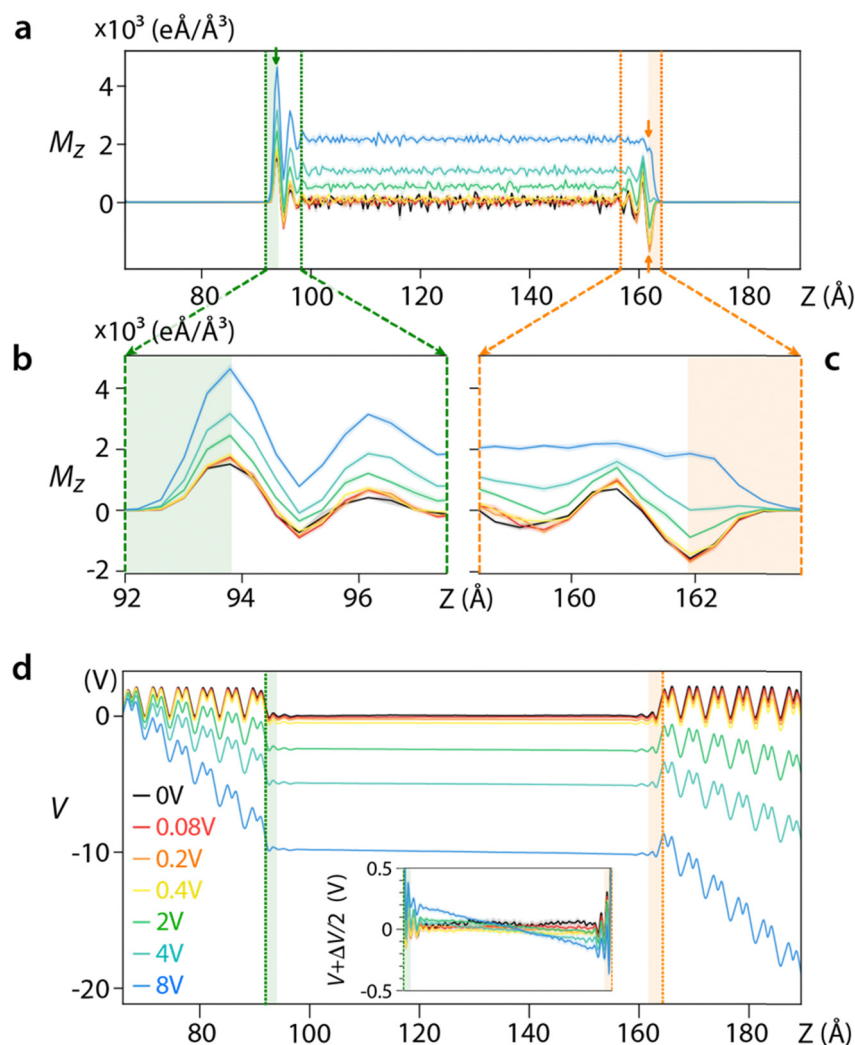 a
×10³ (eÅ/Å³)
4
2
0
M_Z
80
100
120
140
160
180
Z (Å)
×10³ (eÅ/Å³)
b
c
4
2
0
-2
M_Z
92
94
96
Z (Å)
160
162
Z (Å)
d
(V)
0
-10
-20
V
0V
0.08V
0.2V
0.4V
2V
4V
8V
V+ΔV/2 (V)
0.5
0
-0.5
80
100
120
140
160
180
Z (Å)